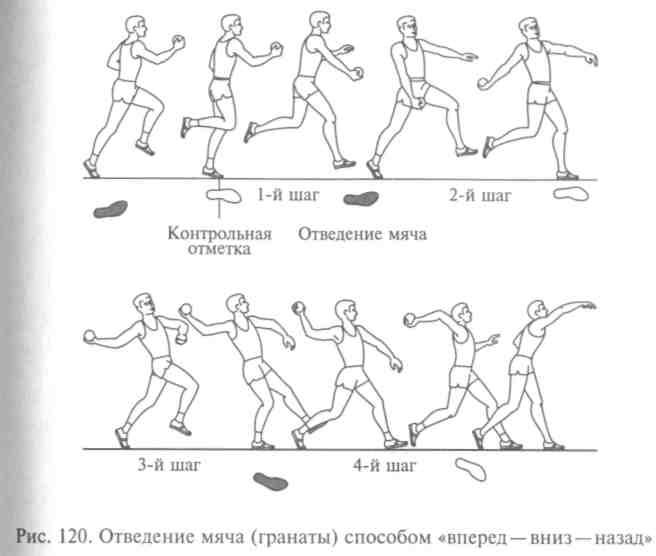 1-й шаг
2-й шаг
Контрольная
отметка
Отведение мяча
3-й шаг
4-й шаг
Рис. 120. Отведение мяча (гранаты) способом «вперед — вниз — назад»